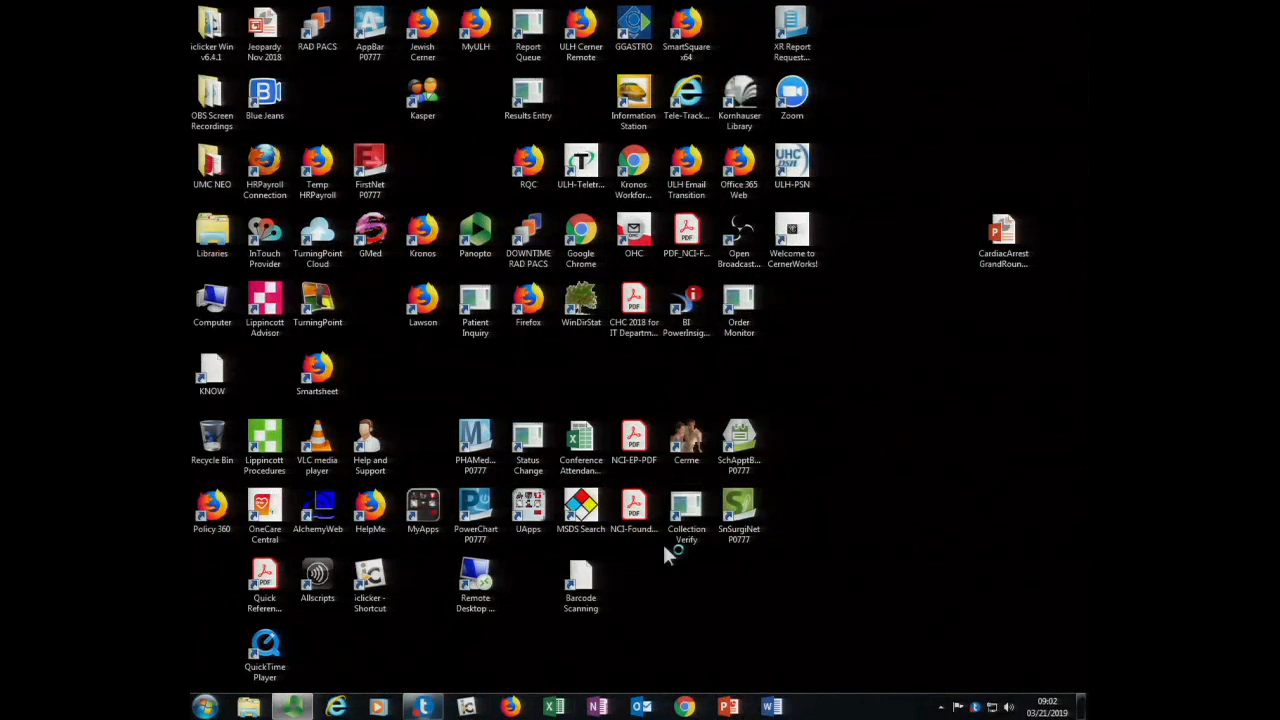 iclicker Win
v6.4.1
Jeopardy
Nov 2018
RAD PACS
AppBar
P0777
Jewish
Cerner
MyULH
Report
Queue
ULH Cerner
Remote
GGASTRO
SmartSquare
x64
XR Report
Request...
OBS Screen
Recordings
Blue Jeans
Kasper
Results Entry
Information
Station
Tele-Track...
Kornhauser
Library
Zoom
UMC NEO
HRPayroll
Connection
Temp
HRPayroll
FirstNet
P0777
RQC
ULH-Teletr...
Kronos
Workfor...
ULH Email
Transition
Office 365
Web
UHC
PSN
ULH-PSN
Libraries
InTouch
Provider
TurningPoint
Cloud
GMed
Kronos
Panopto
DOWNTIME
RAD PACS
Google
Chrome
OHC
PDF_NCI-F...
Open
Broadcast...
Welcome to
CernerWorks!
CardiacArrest
GrandRoun...
Computer
Lippincott
Advisor
TurningPoint
Lawson
Patient
Inquiry
Firefox
WinDirStat
PDF
CHC 2018 for
IT Departm...
BI
PowerInsig...
Order
Monitor
KNOW
Smartsheet
Recycle Bin
Lippincott
Procedures
VLC media
player
Help and
Support
PHAMed...
P0777
Status
Change
Conference
Attendan...
PDF
NCI-EP-PDF
Cerme
SchApptB...
P0777
Policy 360
OneCare
Central
AlchemyWeb
HelpMe
MyApps
PowerChart
P0777
UApps
MSDS Search
PDF
NCI-Found...
Collection
Verify
SnSurgiNet
P0777
PDF
Quick
Referen...
Allscripts
iclicker -
Shortcut
Remote
Desktop ...
Barcode
Scanning
QuickTime
Player
09:02
03/21/2019